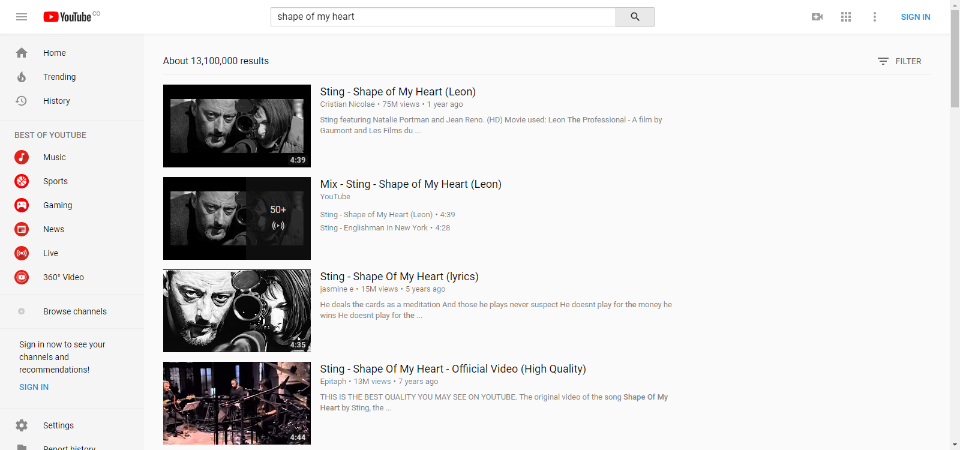 YouTube CO
shape of my heart
SIGN IN
Home
Trending
History
BEST OF YOUTUBE
Music
Sports
Gaming
News
Live
360° Video
Browse channels
Sign in now to see your
channels and
recommendations!
SIGN IN
Settings
Report history
About 13,100,000 results
FILTER
4:39
Sting - Shape of My Heart (Leon)
Cristian Nicolae • 75M views • 1 year ago
Sting featuring Natalie Portman and Jean Reno. (HD) Movie used: Leon The Professional - A film by
Gaumont and Les Films du ...
50+
Mix - Sting - Shape of My Heart (Leon)
YouTube
Sting - Shape of My Heart (Leon) • 4:39
Sting - Englishman In New York • 4:28
4:35
Sting - Shape Of My Heart (lyrics)
jasmine e • 15M views • 5 years ago
He deals the cards as a meditation And those he plays never suspect He doesnt play for the money he
wins He doesnt play for the ...
4:44
Sting - Shape Of My Heart - Offiicial Video (High Quality)
Epitaph • 13M views • 7 years ago
THIS IS THE BEST QUALITY YOU MAY SEE ON YOUTUBE. The original video of the song Shape Of My
Heart by Sting, the ...